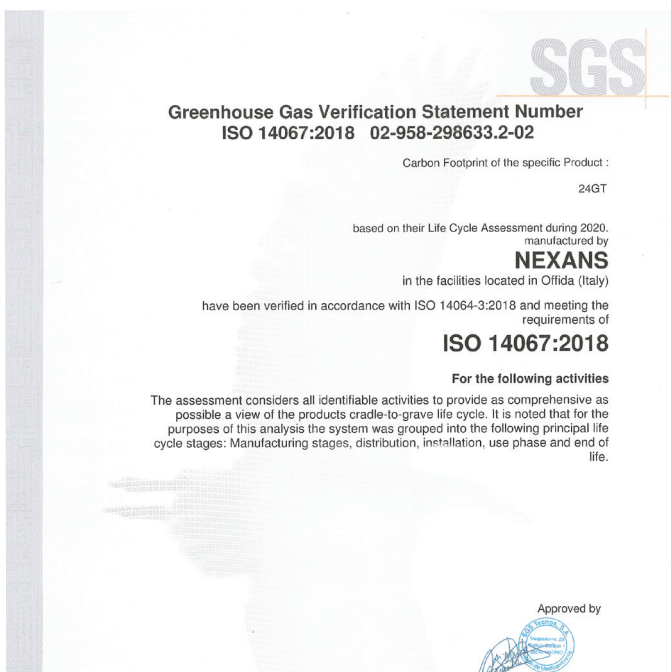 SGS
Greenhouse Gas Verification Statement Number
ISO 14067:2018 02-958-298633.2-02
Carbon Footprint of the specific Product :
24GT
based on their Life Cycle Assessment during 2020.
manufactured by
NEXANS
in the facilities located in Offida (Italy)
have been verified in accordance with ISO 14064-3:2018 and meeting the
requirements of
ISO 14067:2018
For the following activities
The assessment considers all identifiable activities to provide as comprehensive as
possible a view of the products cradle-to-grave life cycle. It is noted that for the
purposes of this analysis the system was grouped into the following principal life
cycle stages: Manufacturing stages, distribution, installation, use phase and end of
life.
Approved by
SGS Tecnos, S.A.